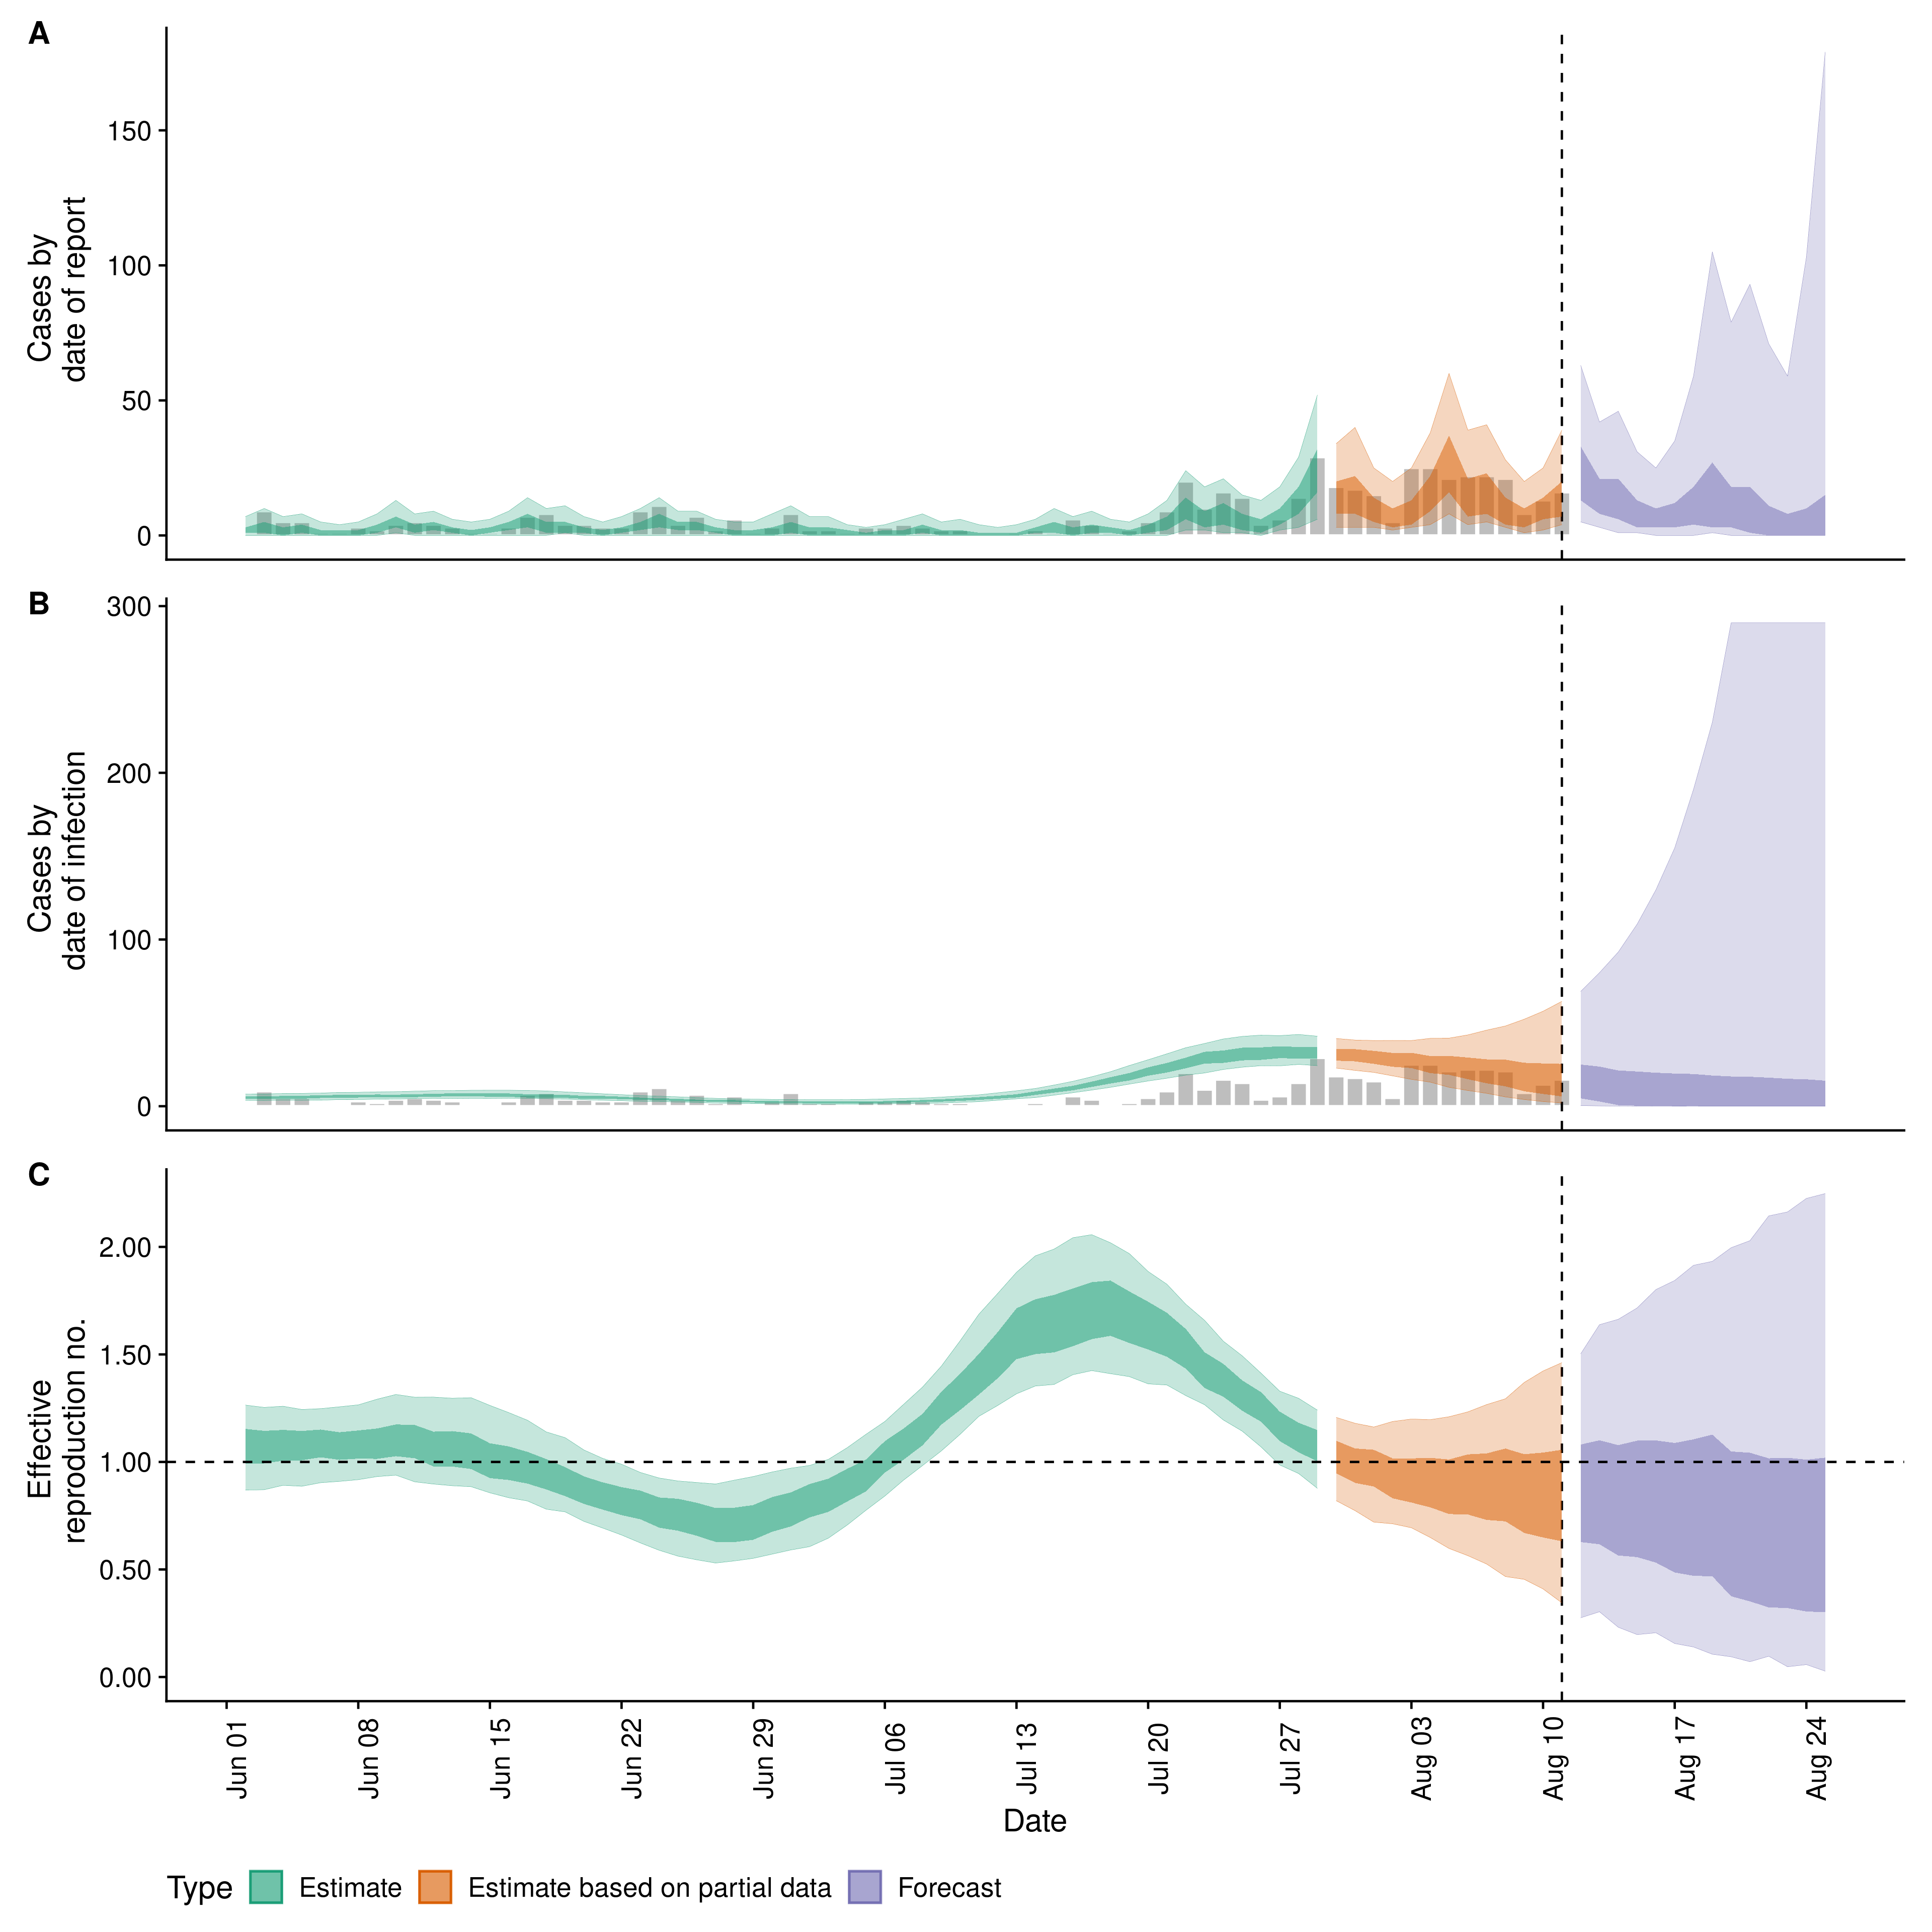 A
Cases by
date of report
150
100
50
0
B
Cases by
date of infection
300
200
100
0
C
Effective
reproduction no.
2.00
1.50
1.00
0.50
0.00
Jun 01
Jun 08
Jun 15
Jun 22
Jun 29
Jul 06
Jul 13
Jul 20
Jul 27
Aug 03
Aug 10
Aug 17
Aug 24
Date
Type Estimate Estimate based on partial data Forecast